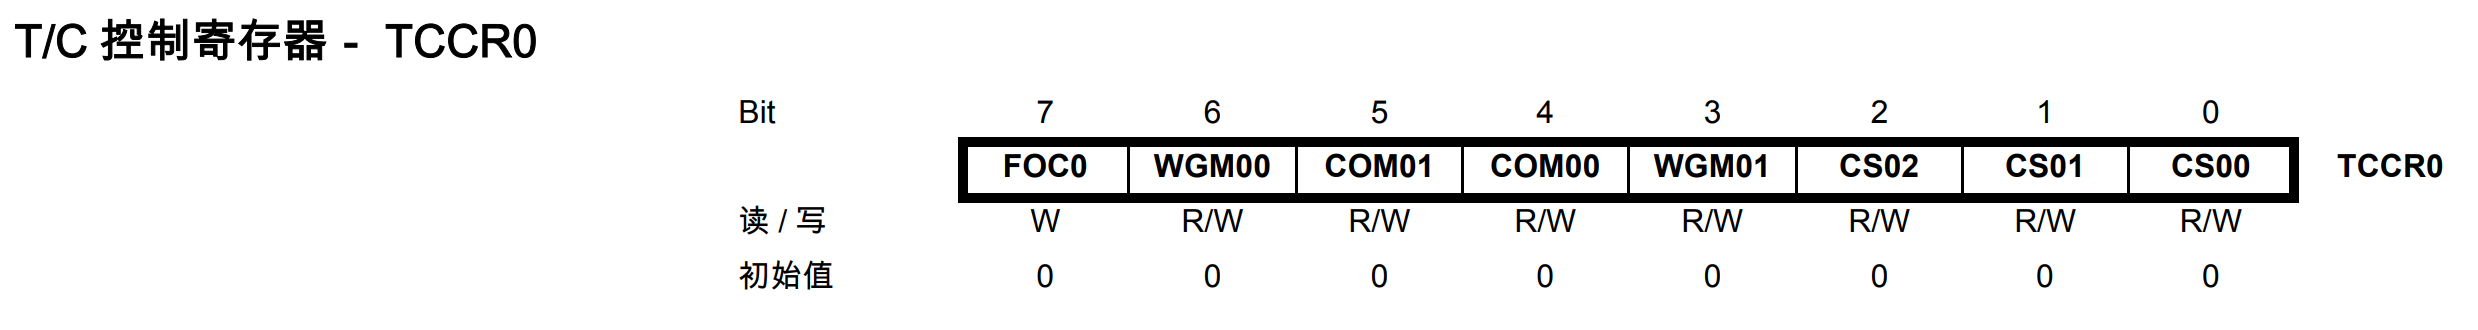 T/C 控制寄存器 - TCCR0
Bit 7 6 5 4 3 2 1 0
FOC0 WGM00 COM01 COM00 WGM01 CS02 CS01 CS00 TCCR0
读 / 写 W R/W R/W R/W R/W R/W R/W R/W
初始值 0 0 0 0 0 0 0 0